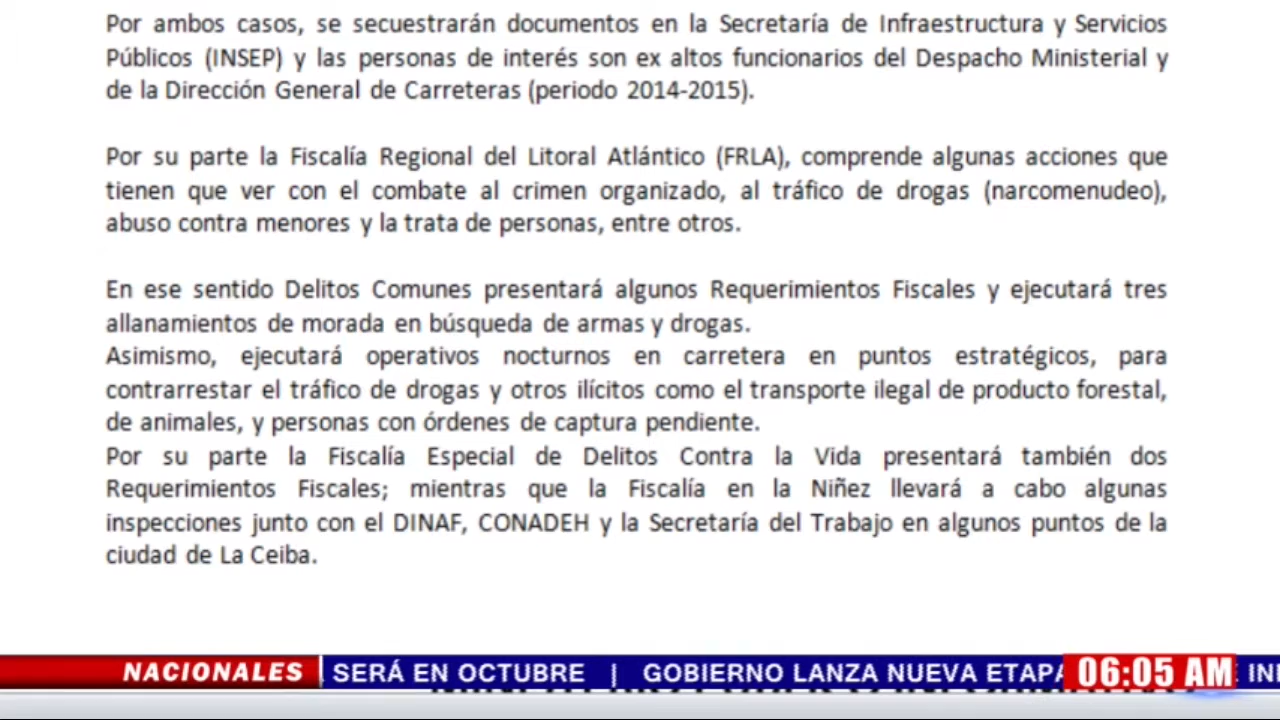 Por ambos casos, se secuestrarán documentos en la Secretaría de Infraestructura y Servicios
Públicos (INSEP) y las personas de interés son ex altos funcionarios del Despacho Ministerial y
de la Dirección General de Carreteras (periodo 2014-2015).
Por su parte la Fiscalía Regional del Litoral Atlántico (FRLA), comprende algunas acciones que
tienen que ver con el combate al crimen organizado, al tráfico de drogas (narcomenudeo),
abuso contra menores y la trata de personas, entre otros.
En ese sentido Delitos Comunes presentará algunos Requerimientos Fiscales y ejecutará tres
allanamientos de morada en búsqueda de armas y drogas.
Asimismo, ejecutará operativos nocturnos en carretera en puntos estratégicos, para
contrarrestar el tráfico de drogas y otros ilícitos como el transporte ilegal de producto forestal,
de animales, y personas con órdenes de captura pendiente.
Por su parte la Fiscalía Especial de Delitos Contra la Vida presentará también dos
Requerimientos Fiscales; mientras que la Fiscalía en la Niñez llevará a cabo algunas
inspecciones junto con el DINAF, CONADEH y la Secretaría del Trabajo en algunos puntos de la
ciudad de La Ceiba.
NACIONALES SERÁ EN OCTUBRE | GOBIERNO LANZA NUEVA ETAPA 06:05 AM